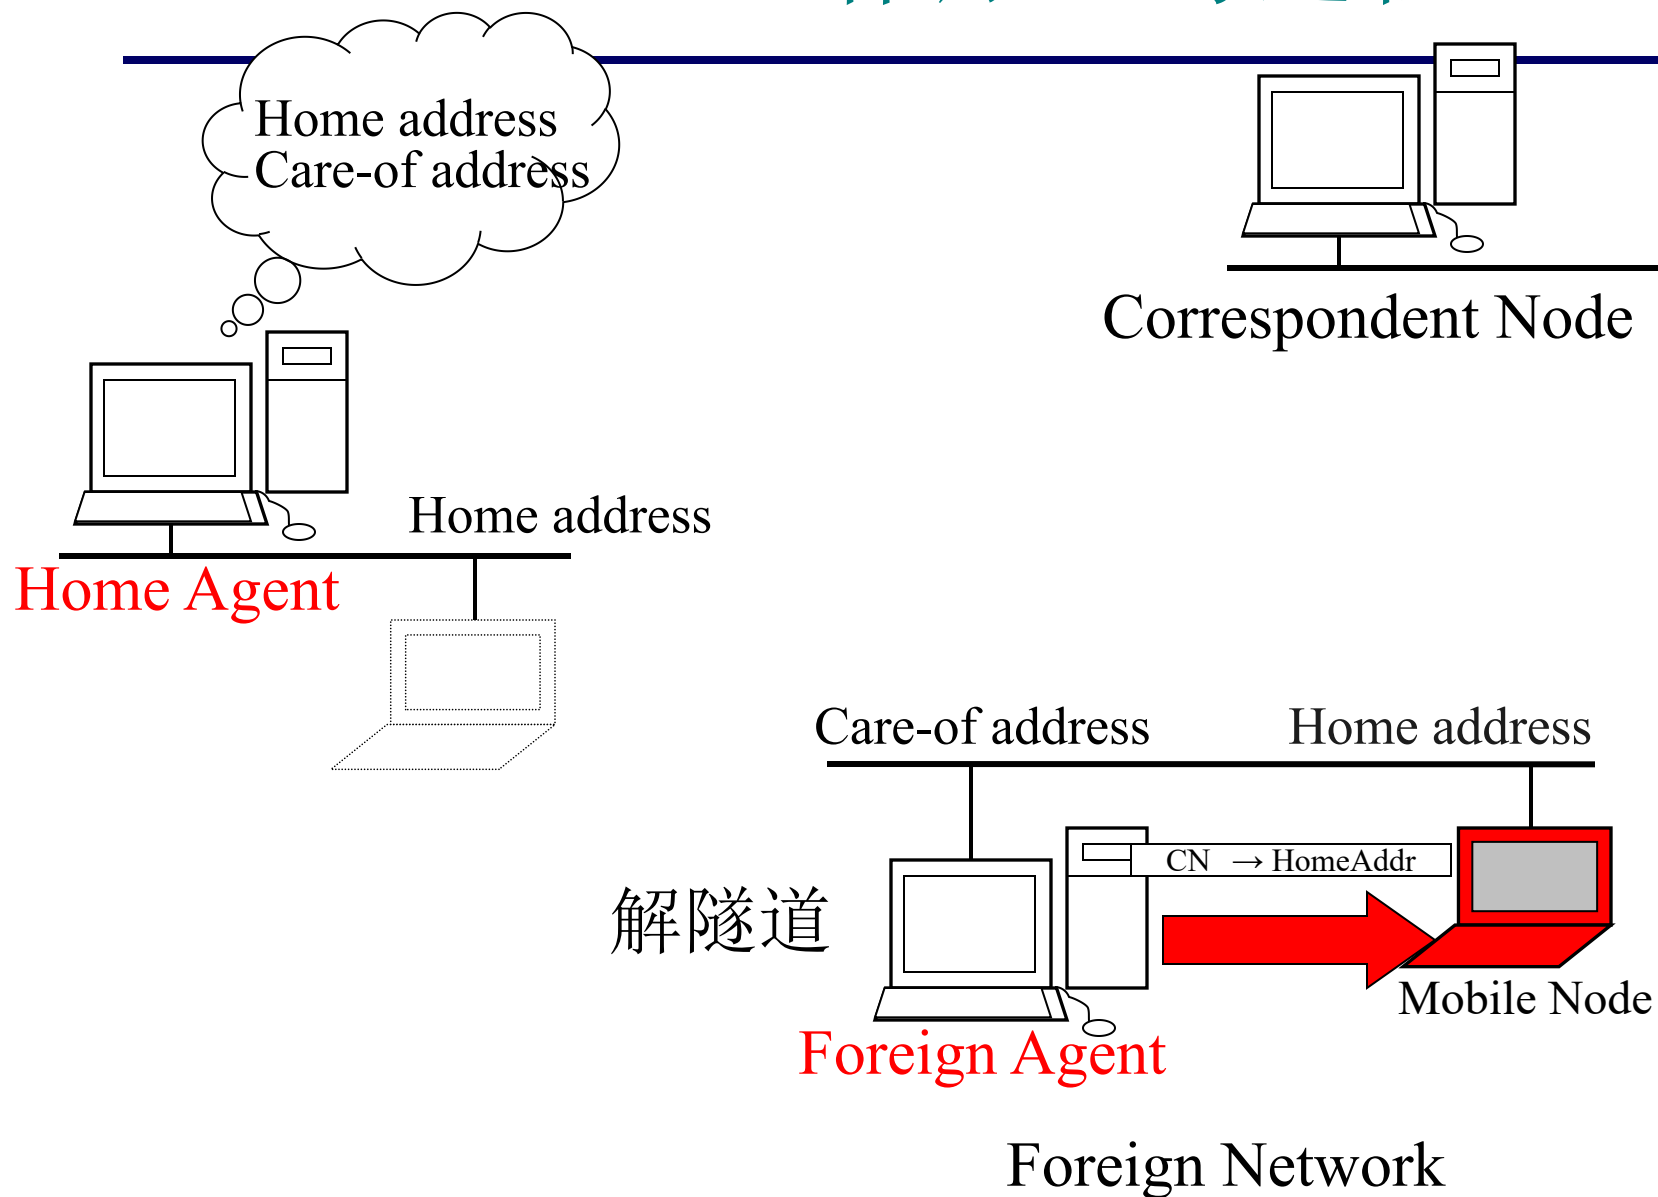 Home address
Care-of address
Correspondent Node
Home address
Home Agent
Care-of address
Home address
CN → HomeAddr
解隧道
Mobile Node
Foreign Agent
Foreign Network